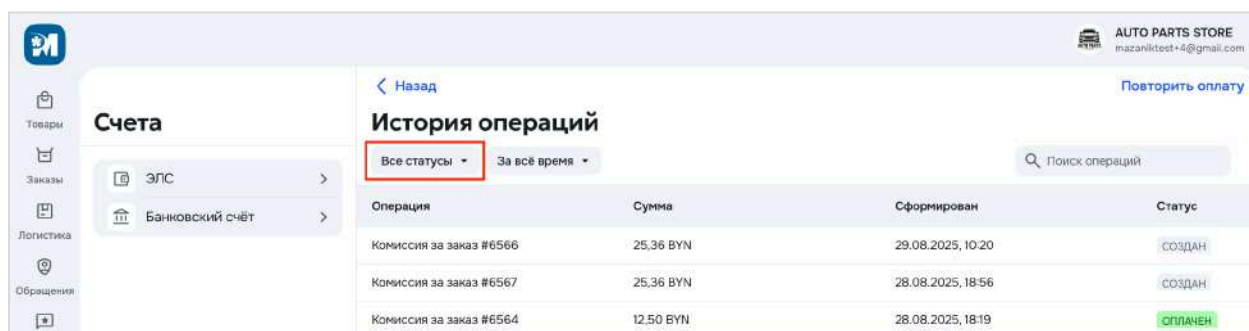 AUTO PARTS STORE
mazaniktest+4@gmail.com
Товары
Заказы
Логистика
Обращения
Счета
ЭЛС
Банковский счёт
Назад
Повторить оплату
История операций
Все статусы За всё время Поиск операций
Операция Сумма Сформирован Статус
Комиссия за заказ #6566 25,36 BYN 29.08.2025, 10:20 СОЗДАН
Комиссия за заказ #6567 25,36 BYN 28.08.2025, 18:56 СОЗДАН
Комиссия за заказ #6564 12,50 BYN 28.08.2025, 18:19 ОПЛАЧЕН